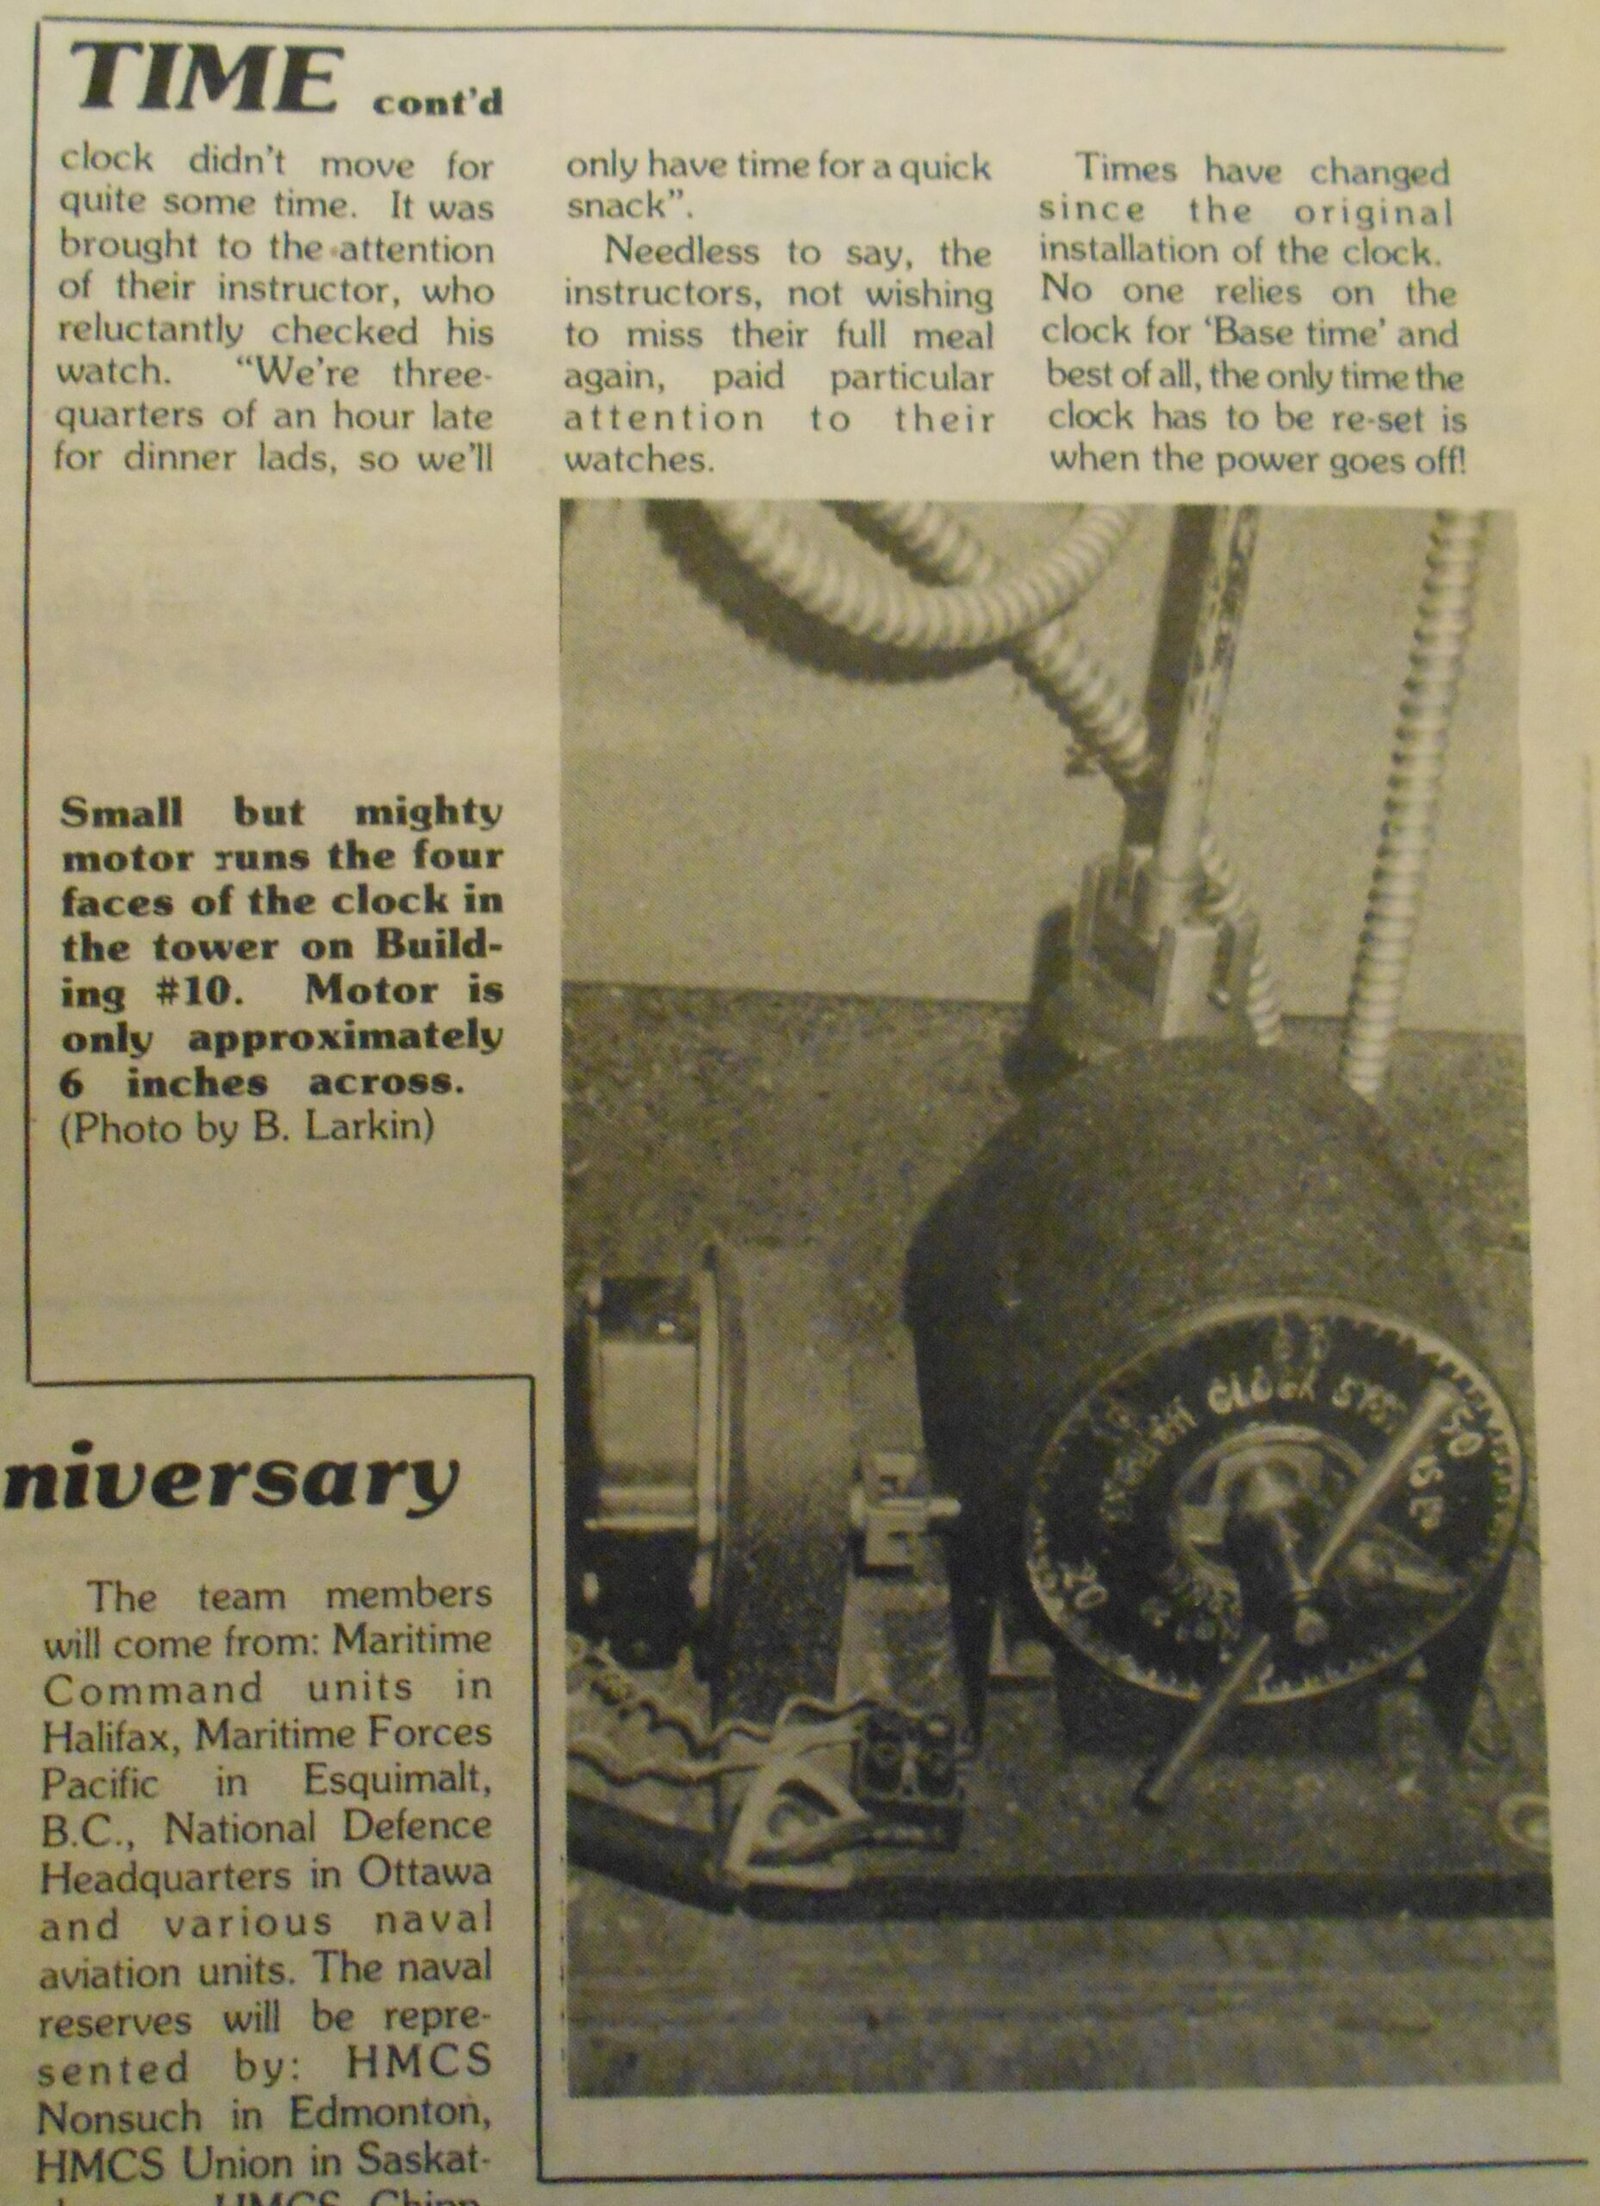 TIME cont'd
clock didn't move for
quite some time. It was
brought to the attention
of their instructor, who
reluctantly checked his
watch. "We're three-
quarters of an hour late
for dinner lads, so we'll
only have time for a quick
snack".
Needless to say, the
instructors, not wishing
to miss their full meal
again, paid particular
attention to their
watches.
Times have changed
since the original
installation of the clock.
No one relies on the
clock for 'Base time' and
best of all, the only time the
clock has to be re-set is
when the power goes off!
Small but mighty
motor runs the four
faces of the clock in
the tower on Build-
ing #10. Motor is
only approximately
6 inches across.
(Photo by B. Larkin)
CLOCK
50
20
niversary
The team members
will come from: Maritime
Command units in
Halifax, Maritime Forces
Pacific in Esquimalt,
B.C., National Defence
Headquarters in Ottawa
and various naval
aviation units. The naval
reserves will be repre-
sented by: HMCS
Nonsuch in Edmonton,
HMCS Union in Saskat-
HMCS